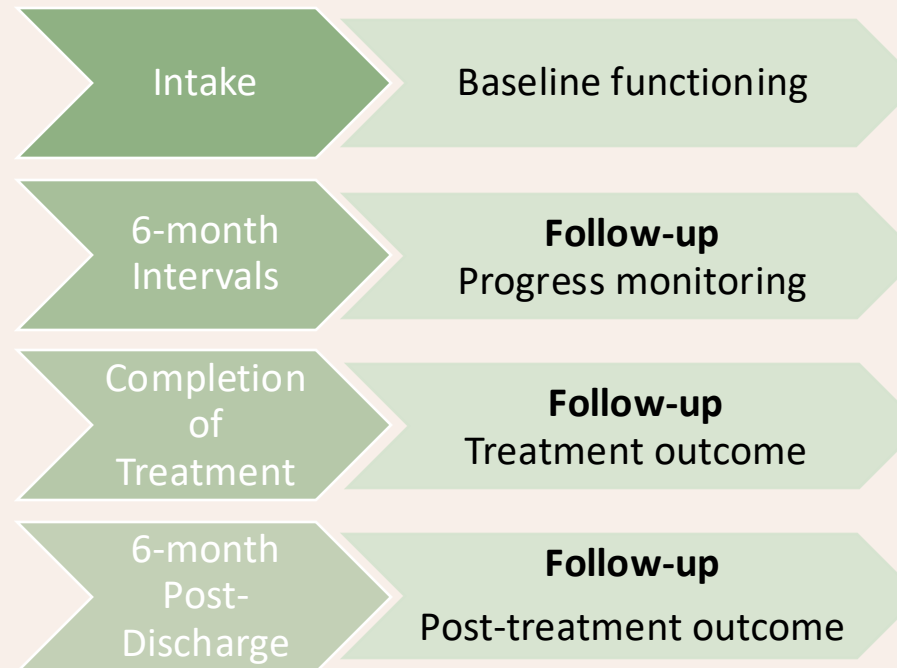 Intake
Baseline functioning
6-month
Intervals
Follow-up
Progress monitoring
Completion
of
Treatment
Follow-up
Treatment outcome
6-month
Post-
Discharge
Follow-up
Post-treatment outcome